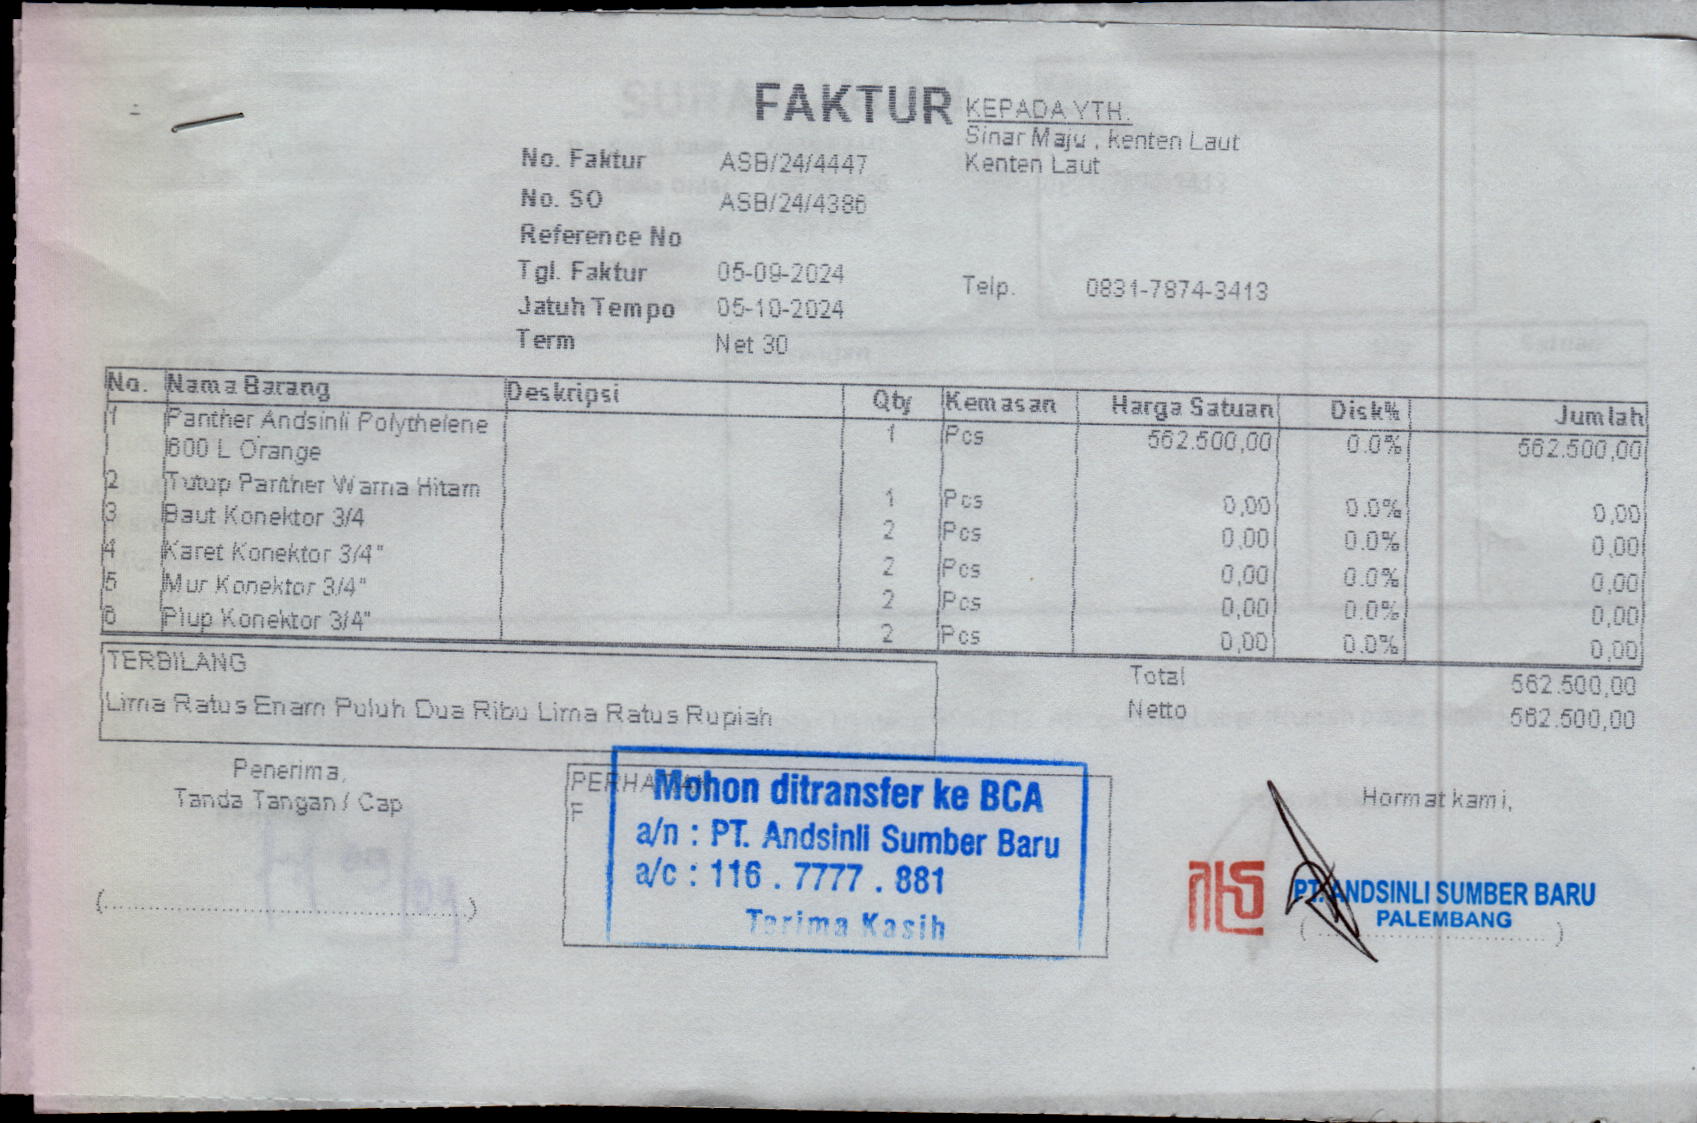 FAKTUR
KEPADA YTH.
Sinar Maju , kenten Laut
Kenten Laut
No. Faktur ASB/24/4447
No. SO ASB/24/4386
Reference No
Tgl. Faktur 05-09-2024
Telp. 0831-7874-3413
Jatuh Tempo 05-10-2024
Term Net 30
No. Nama Barang Deskripsi Qty Kemasan Harga Satuan Disk% Jumlah
1 Panther Andsinli Polythelene 1 Pcs 562.500,00 0.0% 562.500,00
600 L Orange
2 Tutup Panther Warna Hitam 1 Pcs 0,00 0.0% 0,00
3 Baut Konektor 3/4 2 Pcs 0,00 0.0% 0,00
4 Karet Konektor 3/4" 2 Pcs 0,00 0.0% 0,00
5 Mur Konektor 3/4" 2 Pcs 0,00 0.0% 0,00
6 Plup Konektor 3/4" 2 Pcs 0,00 0.0% 0,00
TERBILANG
Lima Ratus Enam Puluh Dua Ribu Lima Ratus Rupiah
Total 562.500,00
Netto 562.500,00
Penerima,
Tanda Tangan / Cap
Mohon ditransfer ke BCA
a/n : PT. Andsinli Sumber Baru
a/c : 116 . 7777 . 881
Terima Kasih
Hormat kami,
PT. ANDSINLI SUMBER BARU
PALEMBANG